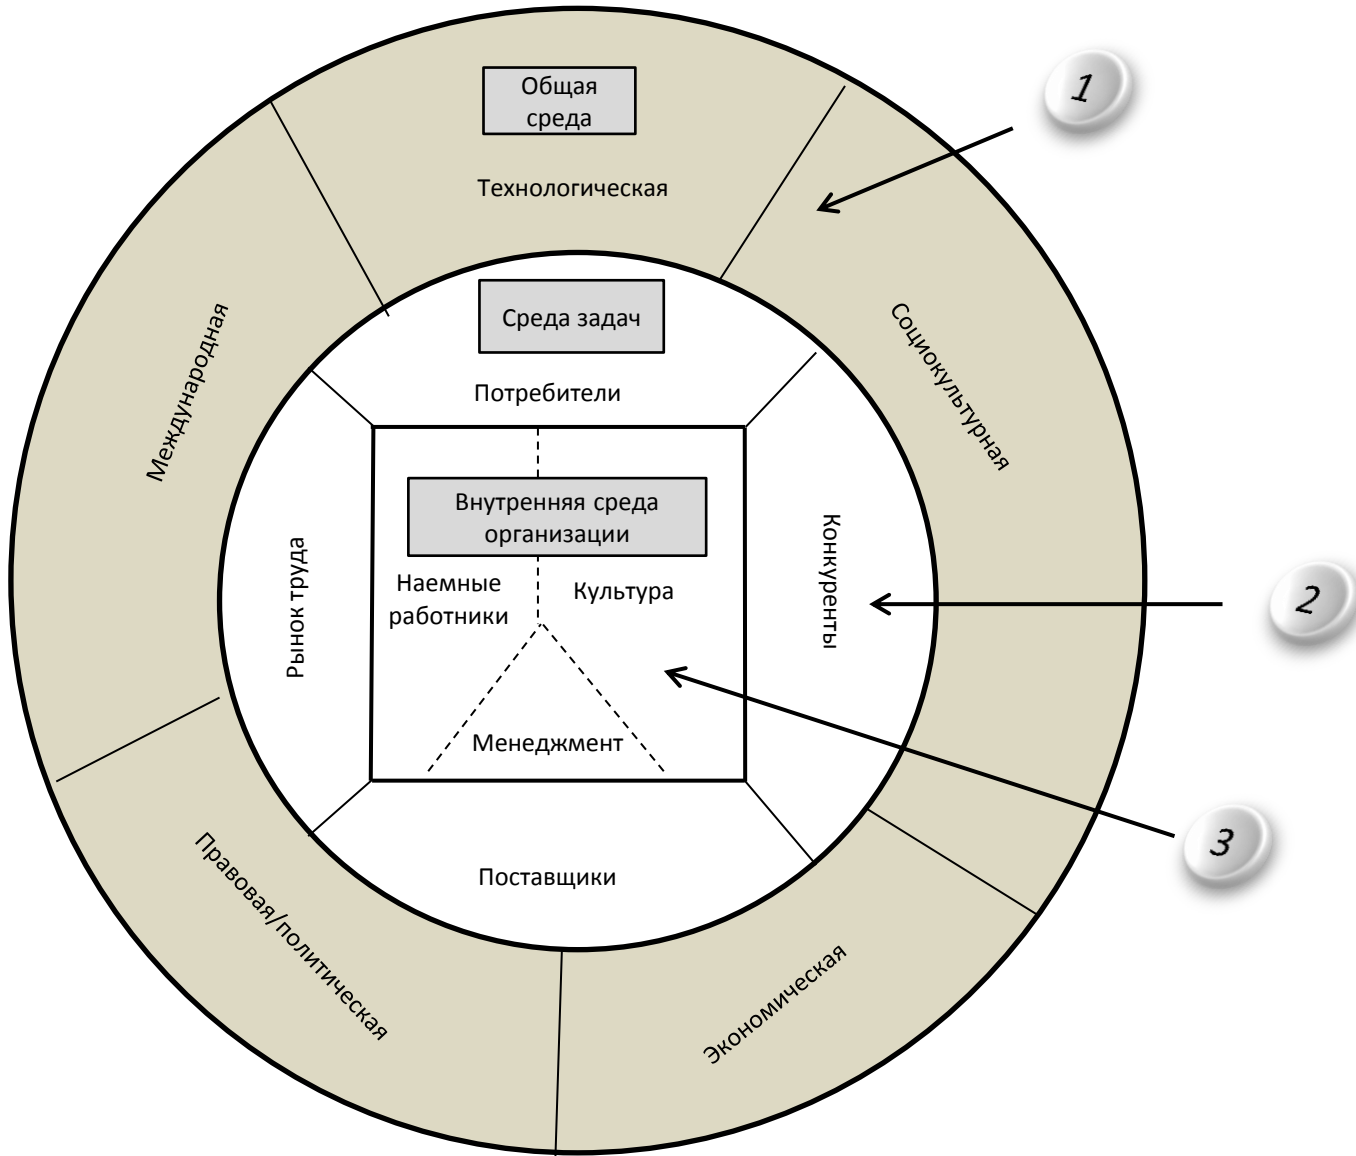 Общая
среда
1
Технологическая
Международная
Социокультурная
Среда задач
Потребители
Внутренняя среда
организации
Наемные
работники
Культура
Рынок труда
Конкуренты
2
Менеджмент
3
Поставщики
Правовая/политическая
Экономическая